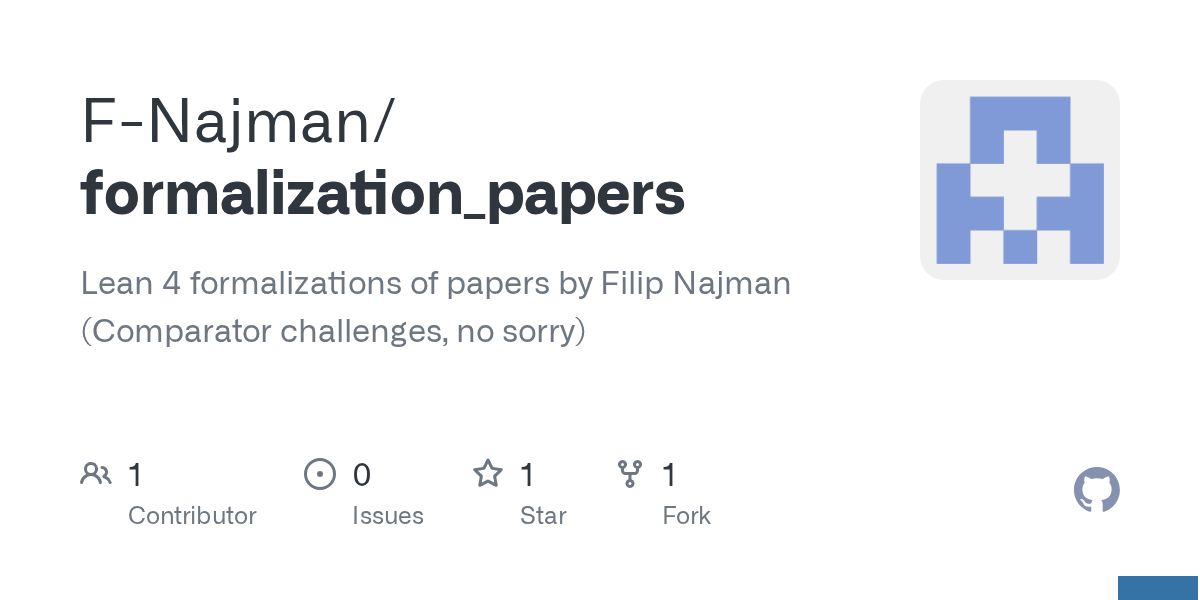 F-Najman/
formalization_papers
Lean 4 formalizations of papers by Filip Najman
(Comparator challenges, no sorry)
1
Contributor
0
Issues
1
Star
1
Fork